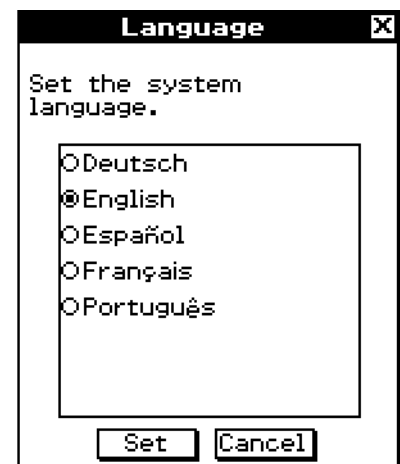 Language
Set the system
language.
Deutsch
English
Español
Français
Português
Set Cancel